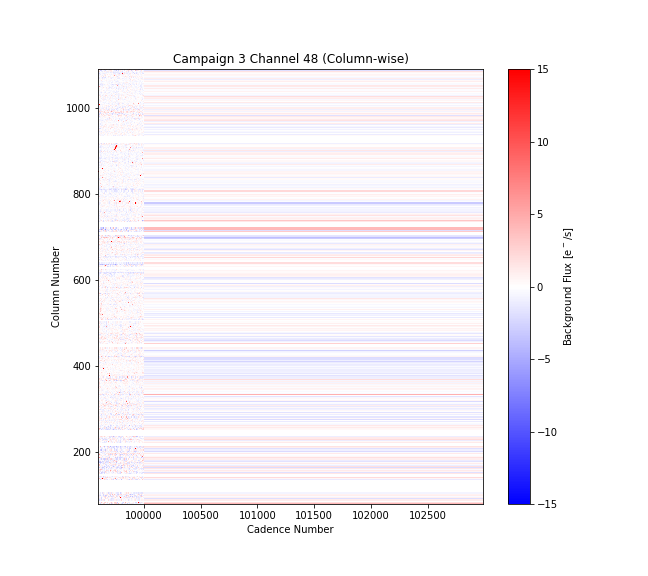 Campaign 3 Channel 48 (Column-wise)
1000
800
600
400
200
Column Number
100000 100500 101000 101500 102000 102500
Cadence Number
15
10
5
0
−5
−10
−15
Background Flux [e⁻/s]